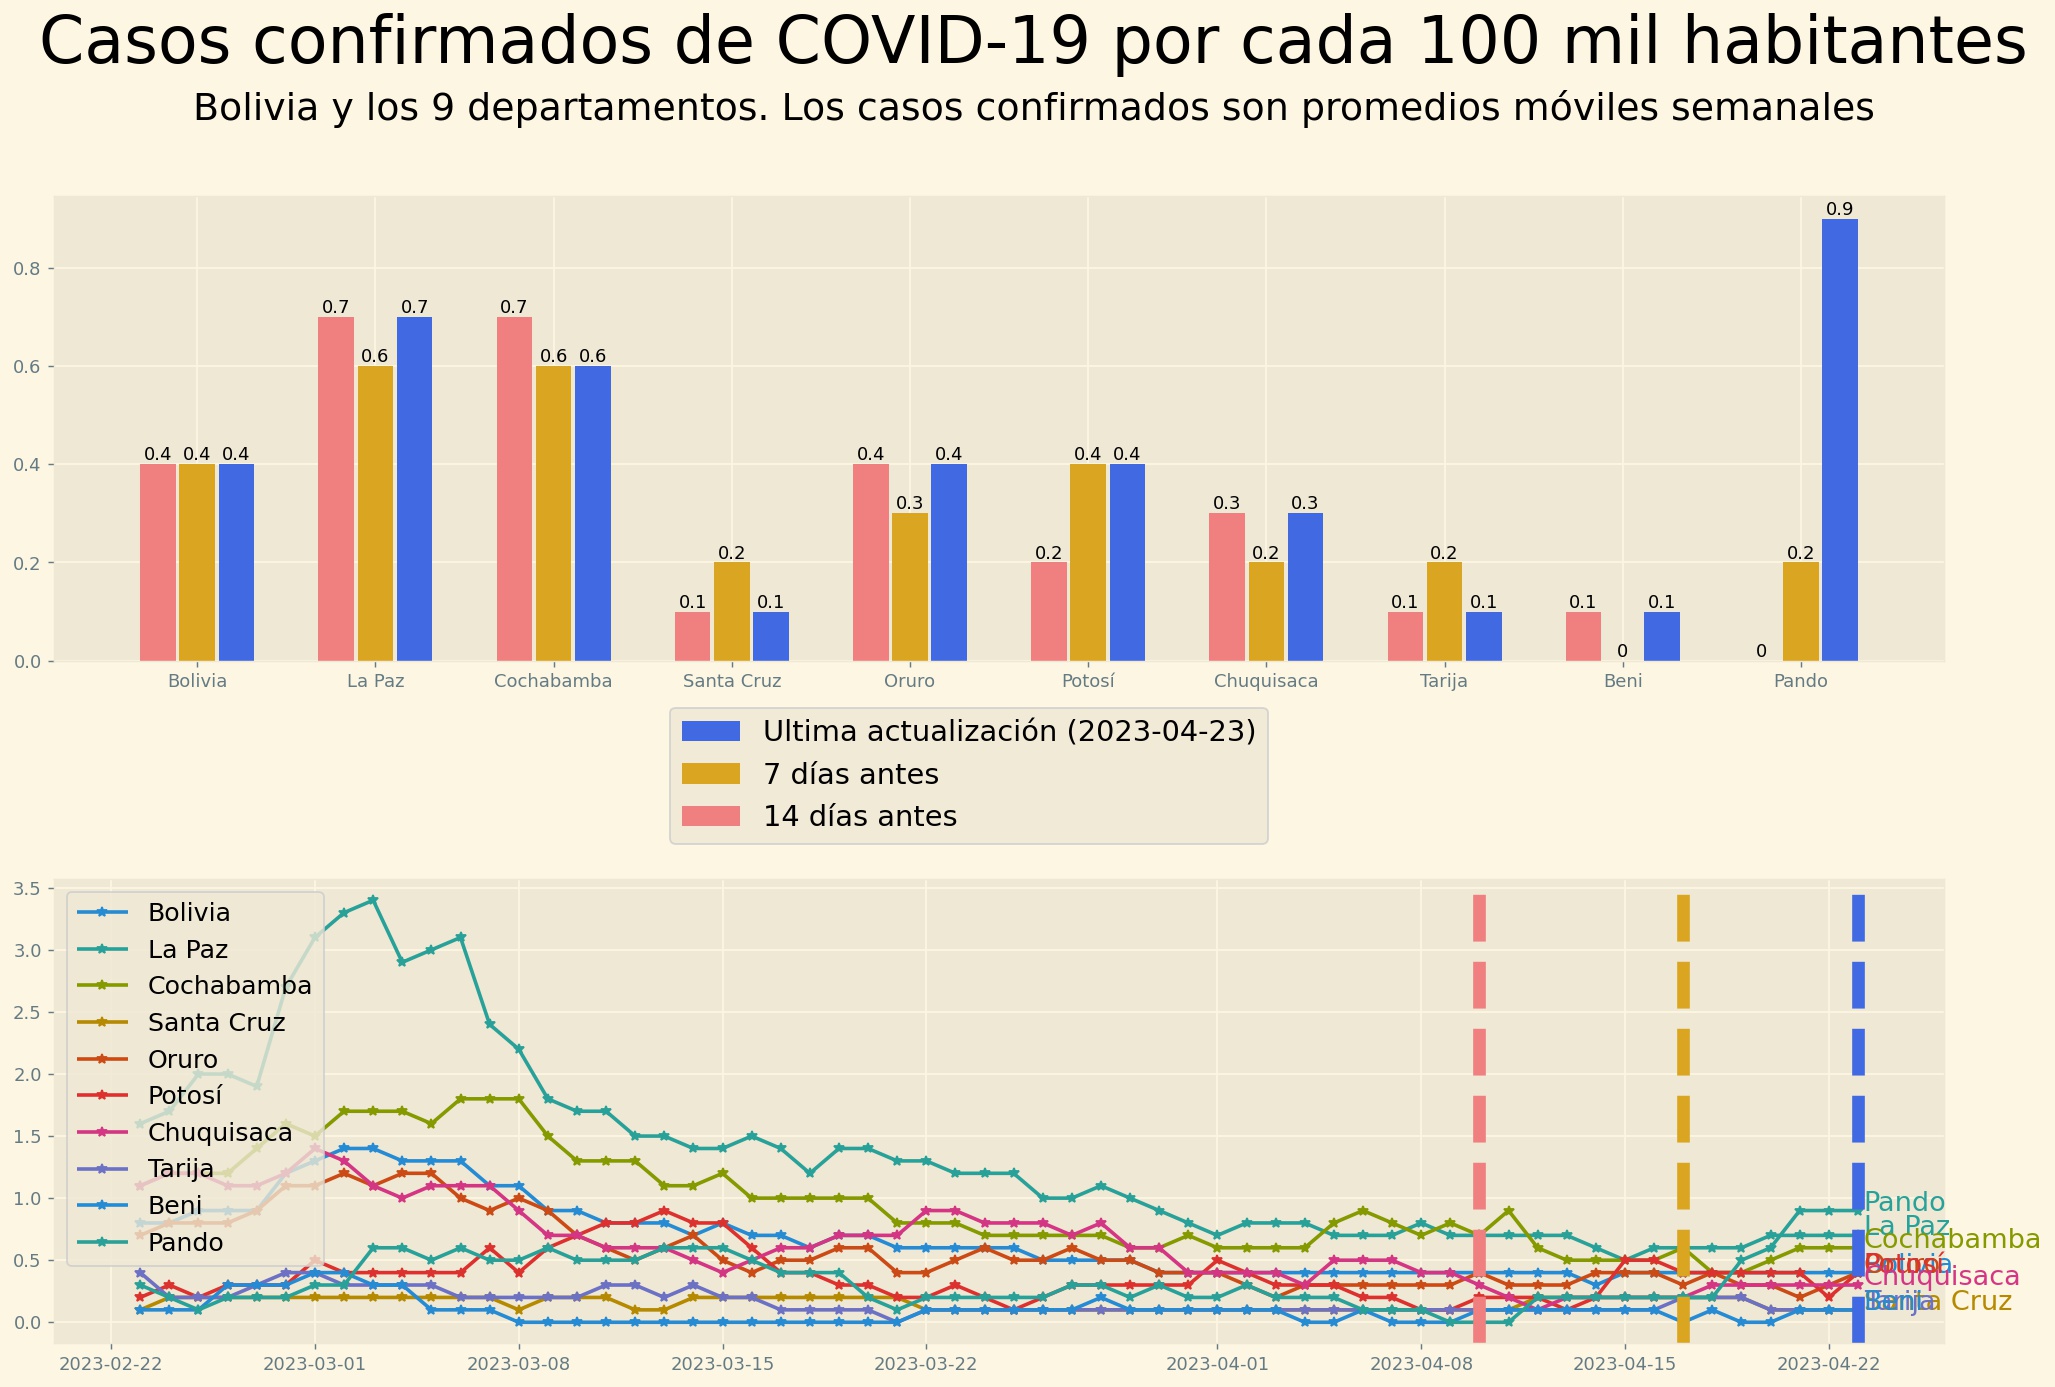 Casos confirmados de COVID-19 por cada 100 mil habitantes
Bolivia y los 9 departamentos. Los casos confirmados son promedios móviles semanales
0.8
0.6
0.4
0.2
0.0
0.4 0.4 0.4
0.7 0.6 0.7
0.7 0.6 0.6
0.1 0.2 0.1
0.4 0.3 0.4
0.2 0.4 0.4
0.3 0.2 0.3
0.1 0.2 0.1
0.1 0 0.1
0 0.2 0.9
Bolivia La Paz Cochabamba Santa Cruz Oruro Potosí Chuquisaca Tarija Beni Pando
Ultima actualización (2023-04-23)
7 días antes
14 días antes
3.5
3.0
2.5
2.0
1.5
1.0
0.5
0.0
Bolivia
La Paz
Cochabamba
Santa Cruz
Oruro
Potosí
Chuquisaca
Tarija
Beni
Pando
Pando
La Paz
Cochabamba
Chuquisaca
2023-02-22 2023-03-01 2023-03-08 2023-03-15 2023-03-22 2023-04-01 2023-04-08 2023-04-15 2023-04-22